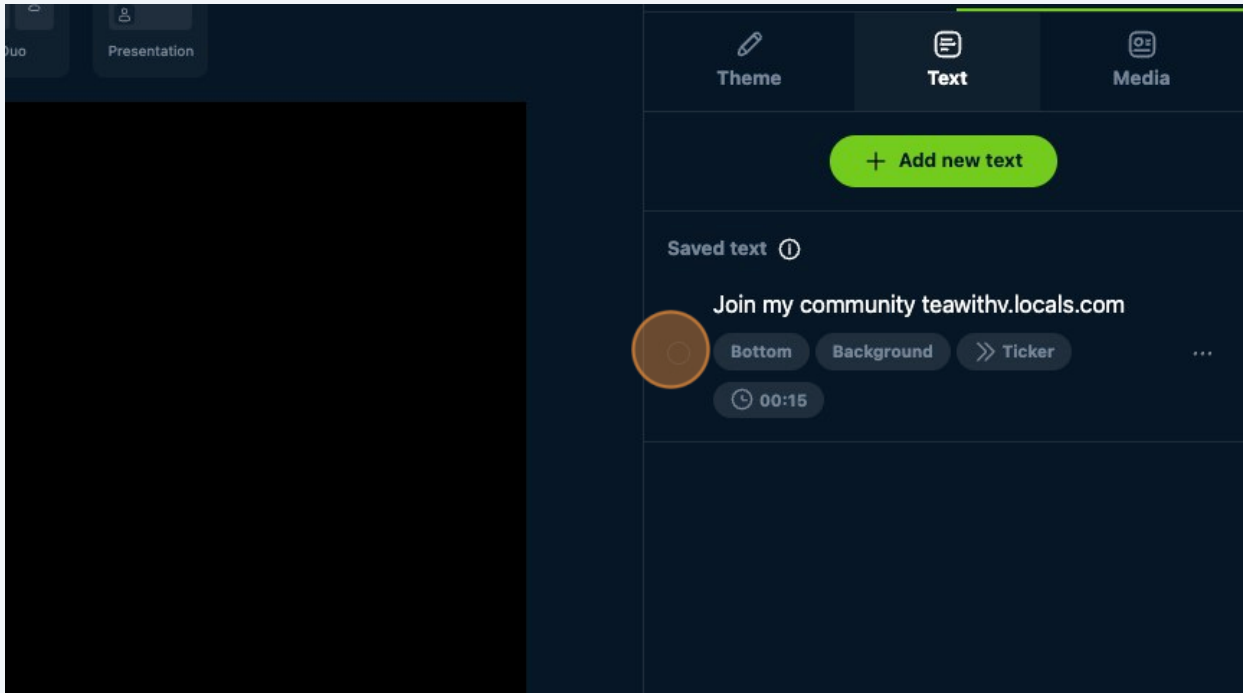 Duo
Presentation
Theme
Text
Media
+ Add new text
Saved text
Join my community teawithv.locals.com
Bottom
Background
Ticker
00:15